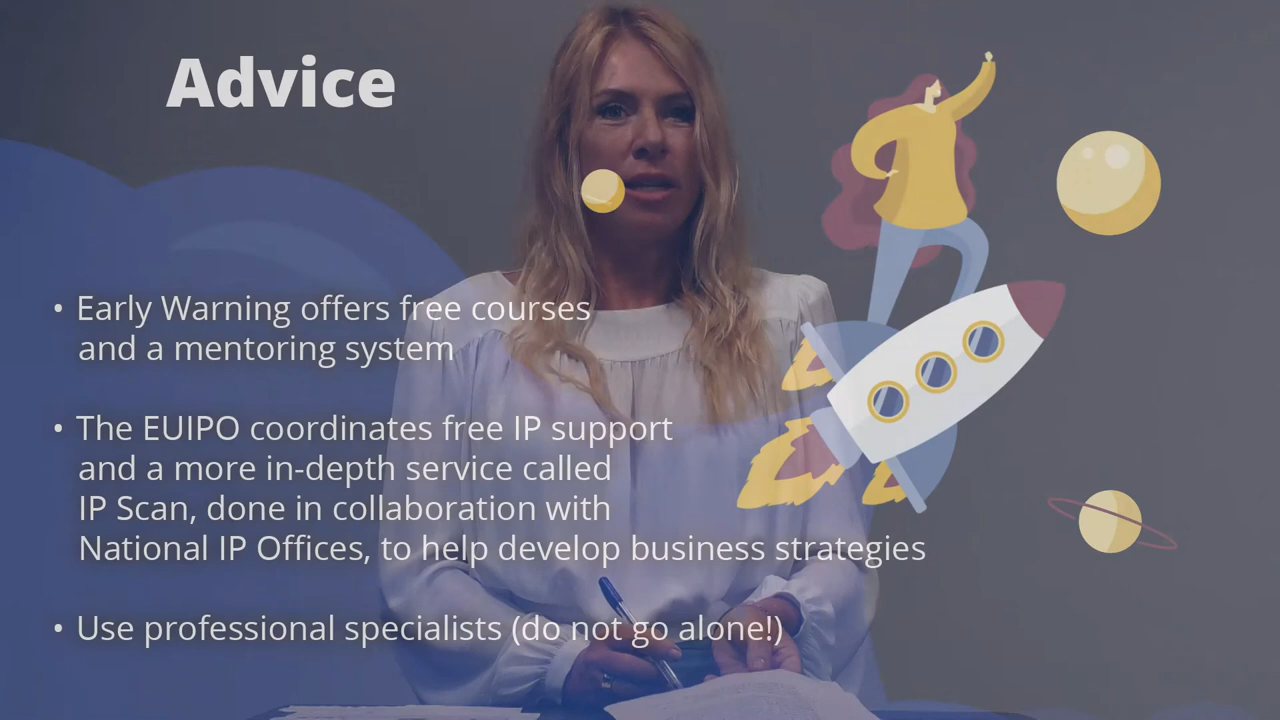 Advice
• Early Warning offers free courses
and a mentoring system
• The EUIPO coordinates free IP support
and a more in-depth service called
IP Scan, done in collaboration with
National IP Offices, to help develop business strategies
• Use professional specialists (do not go alone!)